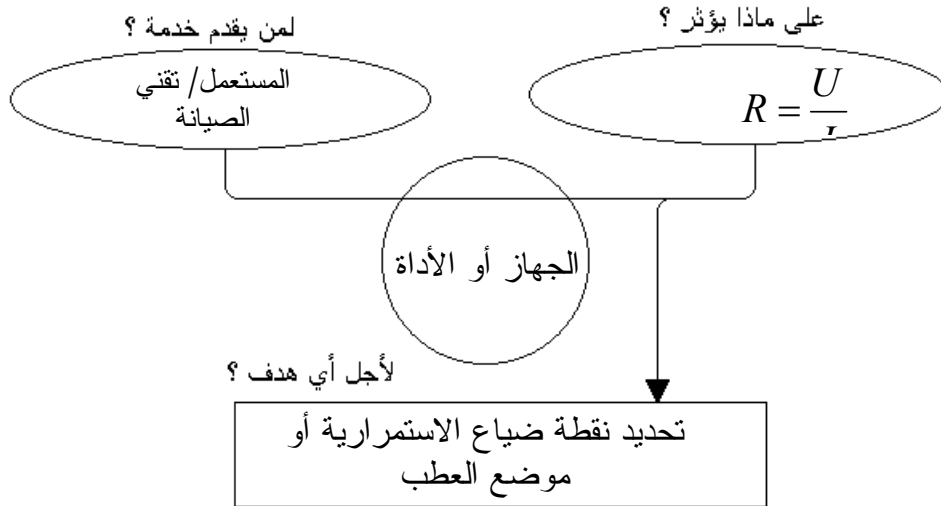 على ماذا يؤثر ؟
لمن يقدم خدمة ؟
R = U
المستعمل/ تقني
الصيانة
الجهاز أو الأداة
لأجل أي هدف ؟
تحديد نقطة ضياع الاستمرارية أو
موضع العطب